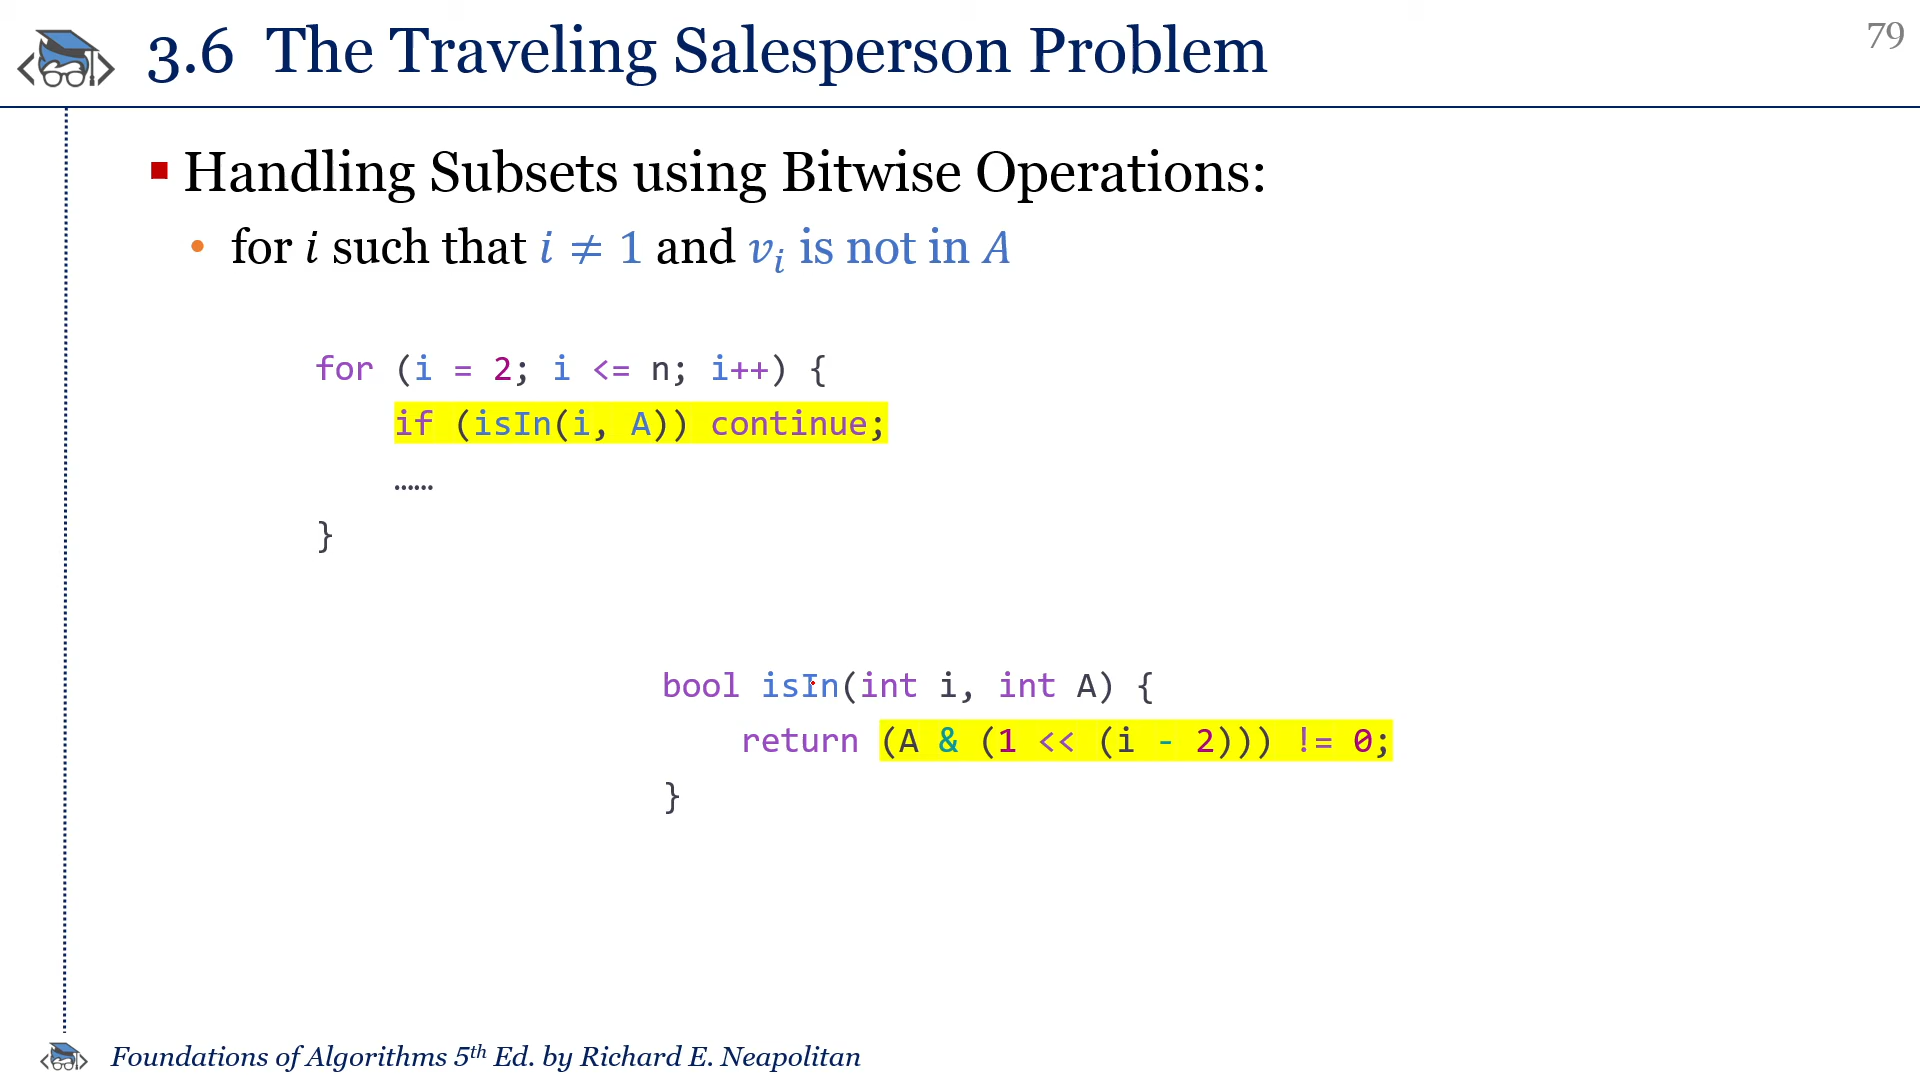 3.6 The Traveling Salesperson Problem
79
▪ Handling Subsets using Bitwise Operations:
• for i such that i ≠ 1 and vᵢ is not in A
for (i = 2; i <= n; i++) {
if (isIn(i, A)) continue;
……
}
bool isIn(int i, int A) {
return (A & (1 << (i - 2))) != 0;
}
Foundations of Algorithms 5th Ed. by Richard E. Neapolitan